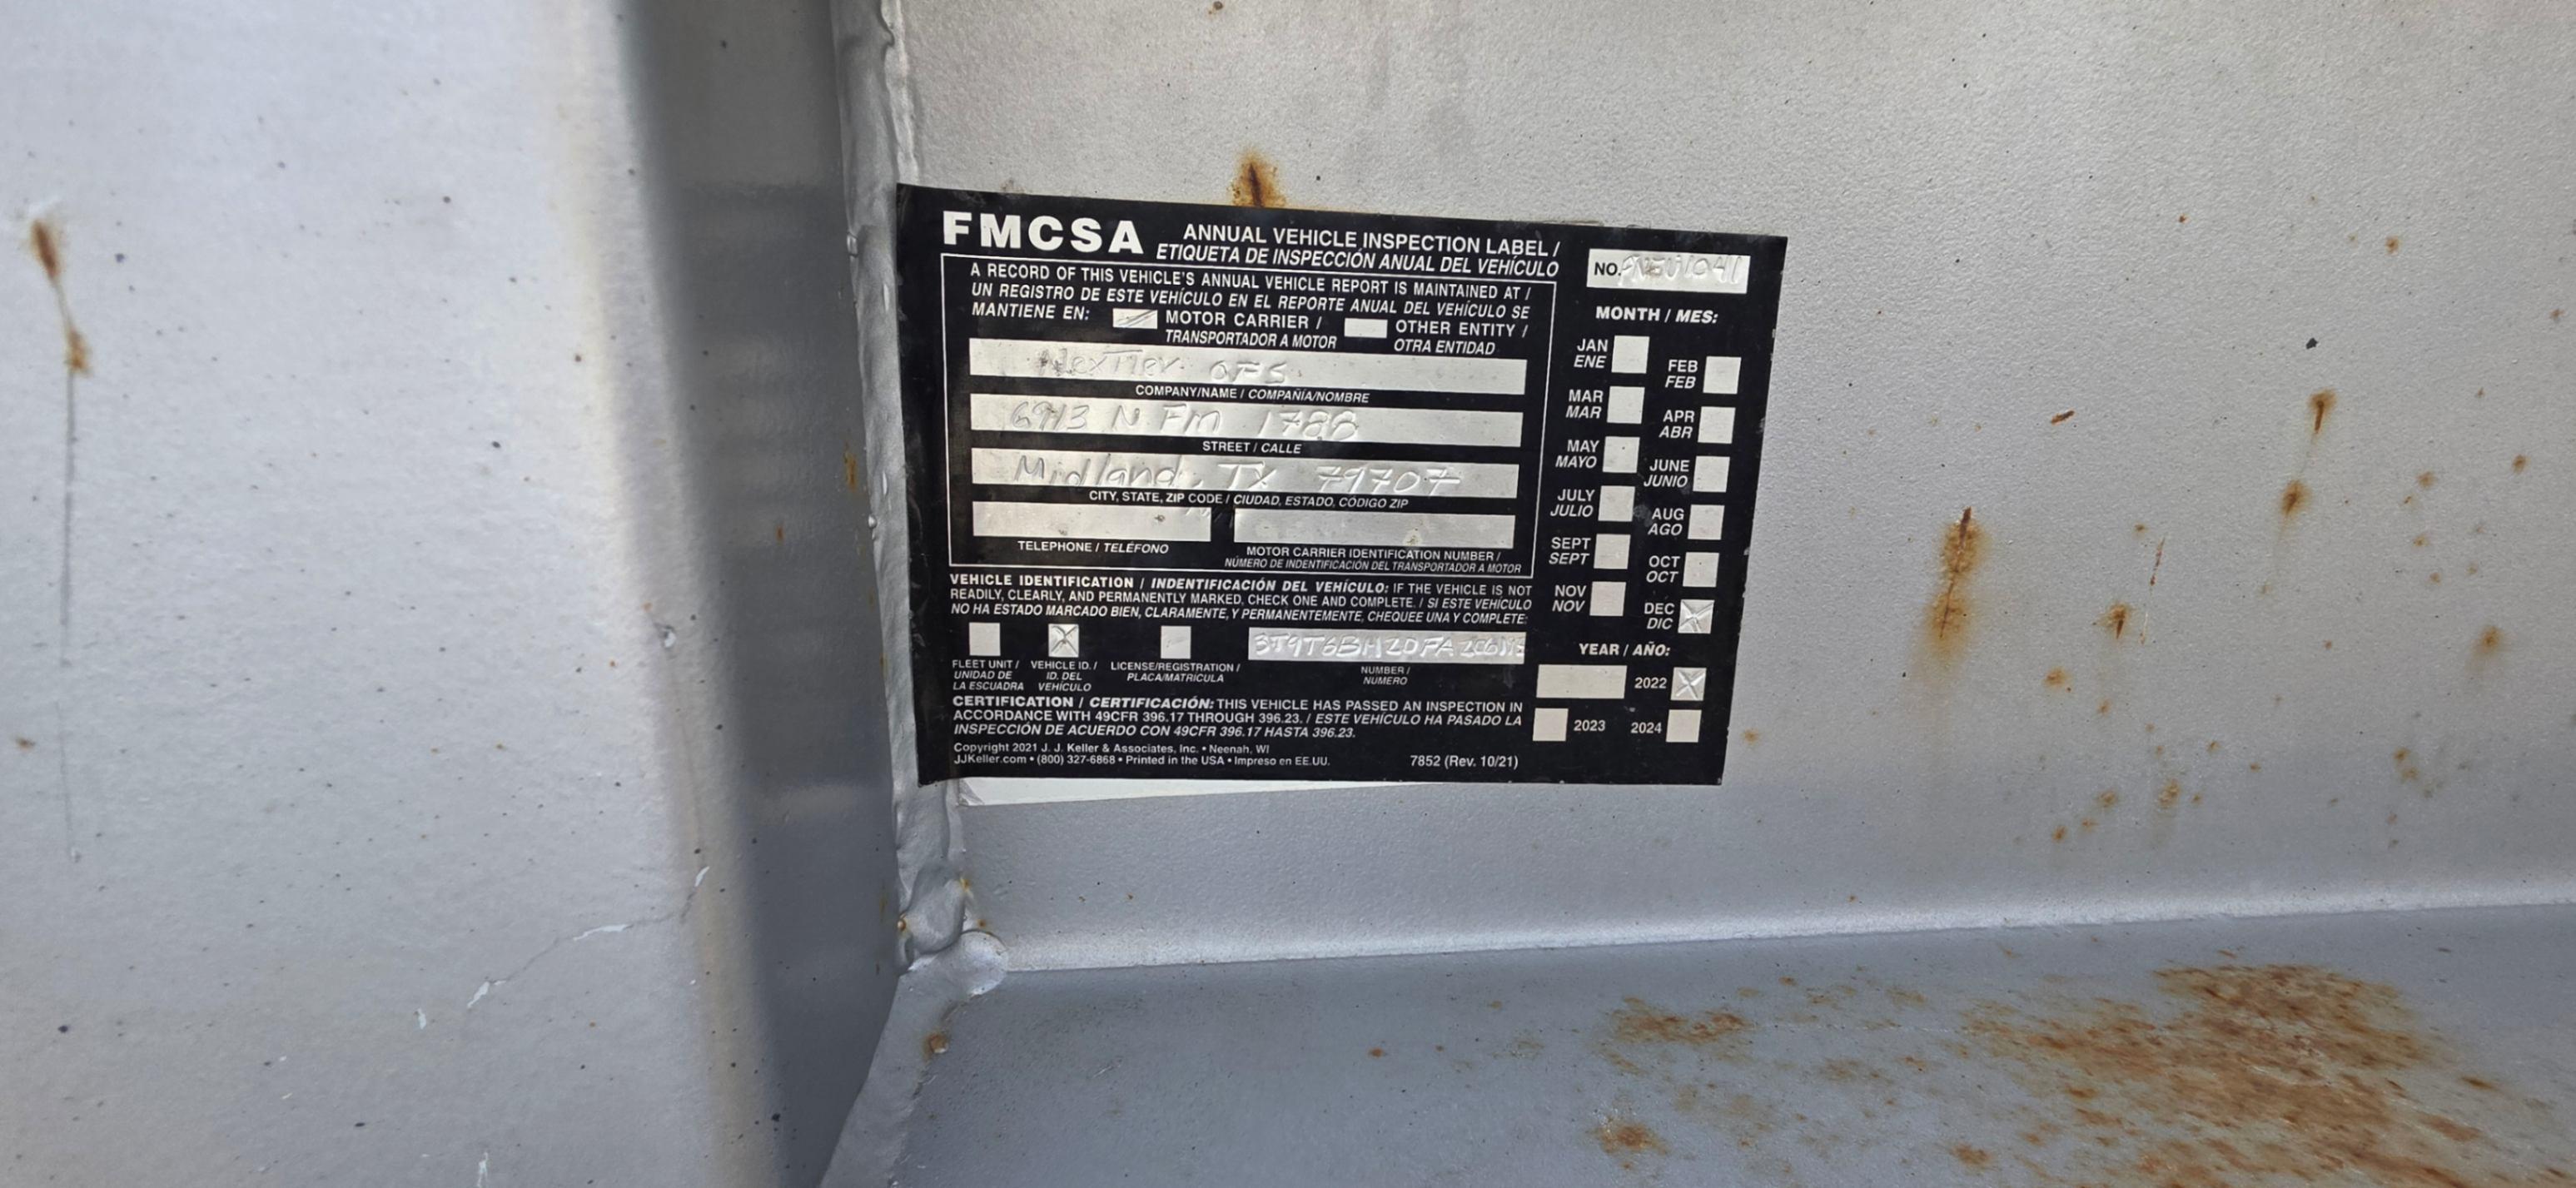 FMCSA
ANNUAL VEHICLE INSPECTION LABEL /
ETIQUETA DE INSPECCIÓN ANUAL DEL VEHÍCULO
A RECORD OF THIS VEHICLE'S ANNUAL VEHICLE REPORT IS MAINTAINED AT /
UN REGISTRO DE ESTE VEHÍCULO EN EL REPORTE ANUAL DEL VEHÍCULO SE
MANTIENE EN: MOTOR CARRIER / OTHER ENTITY /
TRANSPORTADOR A MOTOR OTRA ENTIDAD
NexTier OFS
COMPANY/NAME / COMPAÑÍA/NOMBRE
6913 N FM 1788
STREET / CALLE
Midland, TX 79707
CITY, STATE, ZIP CODE / CIUDAD, ESTADO, CÓDIGO ZIP
TELEPHONE / TELÉFONO
MOTOR CARRIER IDENTIFICATION NUMBER /
NÚMERO DE INDENTIFICACIÓN DEL TRANSPORTADOR A MOTOR
VEHICLE IDENTIFICATION / INDENTIFICACIÓN DEL VEHÍCULO: IF THE VEHICLE IS NOT
READILY, CLEARLY, AND PERMANENTLY MARKED, CHECK ONE AND COMPLETE. / SI ESTE VEHÍCULO
NO HA ESTADO MARCADO BIEN, CLARAMENTE, Y PERMANENTEMENTE, CHEQUEE UNA Y COMPLETE:
X
FLEET UNIT /
UNIDAD DE
LA ESCUADRA
VEHICLE ID. /
ID. DEL
VEHÍCULO
LICENSE/REGISTRATION /
PLACA/MATRÍCULA
NUMBER /
NUMERO
CERTIFICATION / CERTIFICACIÓN: THIS VEHICLE HAS PASSED AN INSPECTION IN
ACCORDANCE WITH 49CFR 396.17 THROUGH 396.23. / ESTE VEHÍCULO HA PASADO LA
INSPECCIÓN DE ACUERDO CON 49CFR 396.17 HASTA 396.23.
Copyright 2021 J. J. Keller & Associates, Inc. • Neenah, WI
JJKeller.com • (800) 327-6868 • Printed in the USA • Impreso en EE.UU.
7852 (Rev. 10/21)
NO.
MONTH / MES:
JAN
ENE
FEB
FEB
MAR
MAR
APR
ABR
MAY
MAYO
JUNE
JUNIO
JULY
JULIO
AUG
AGO
SEPT
SEPT
OCT
OCT
NOV
NOV
DEC
DIC
X
YEAR / AÑO:
2022 X
2023 2024